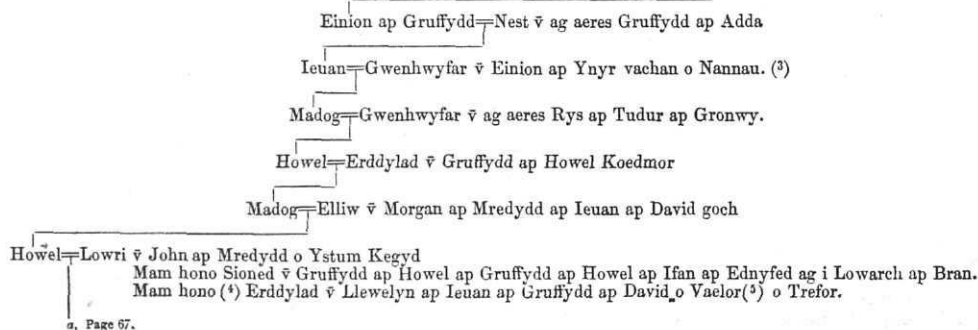 Einion ap Gruffydd=Nest v̄ ag aeres Gruffydd ap Adda
Ieuan=Gwenhwyfar v̄ Einion ap Ynyr vachan o Nannau. (³)
Madog=Gwenhwyfar v̄ ag aeres Rys ap Tudur ap Gronwy.
Howel=Erddylad v̄ Gruffydd ap Howel Koedmor
Madog=Elliw v̄ Morgan ap Mredydd ap Ieuan ap David goch
Howel=Lowri v̄ John ap Mredydd o Ystum Kegyd
Mam hono Sioned v̄ Gruffydd ap Howel ap Gruffydd ap Howel ap Ifan ap Ednyfed ag i Lowarch ap Bran.
Mam hono (⁴) Erddylad v̄ Llewelyn ap Ieuan ap Gruffydd ap David o Vaelor(⁵) o Trefor.
a, Page 67.